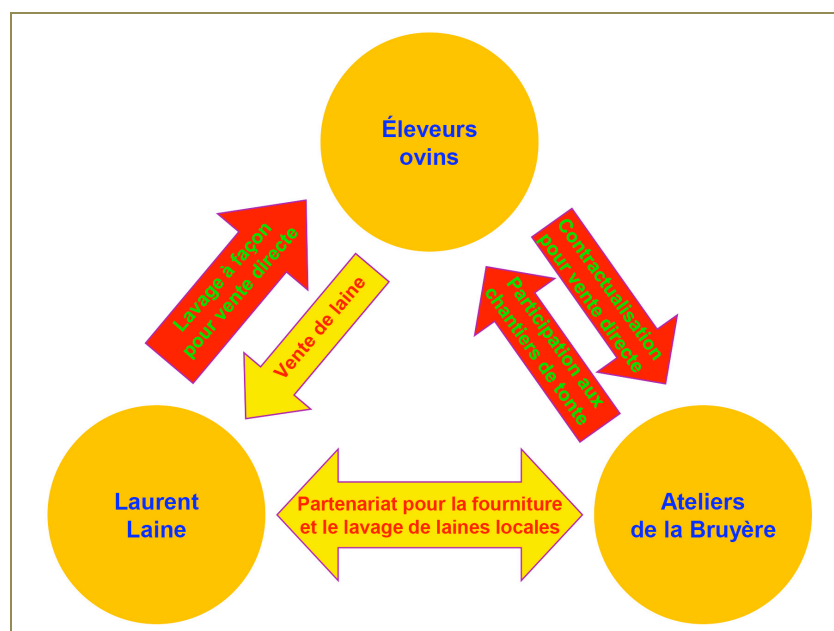 Éleveurs
ovins
Lavage à façon
pour vente directe
Vente de laine
Contractualisation
pour vente directe
Participation aux
chantiers de tonte
Laurent
Laine
Partenariat pour la fourniture
et le lavage de laines locales
Ateliers
de la Bruyère